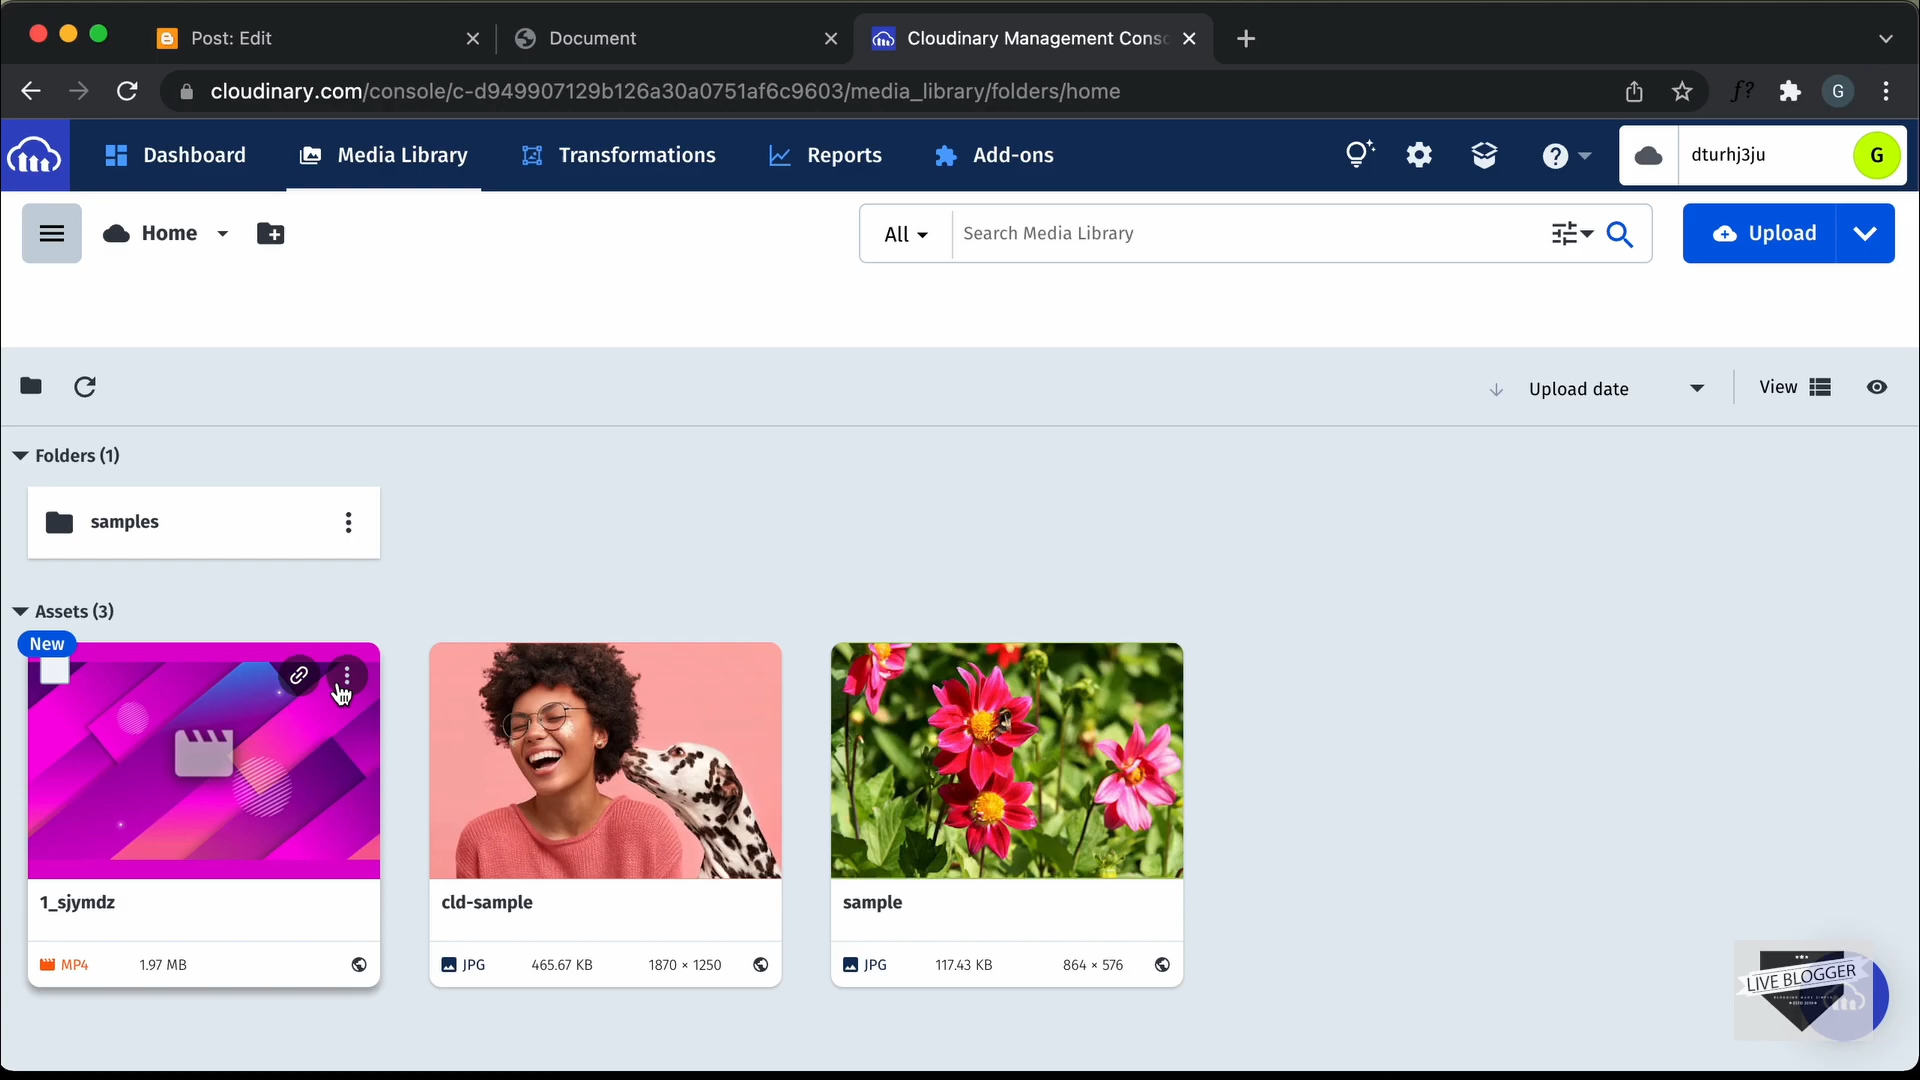 Post: Edit
Document
Cloudinary Management Conso
cloudinary.com/console/c-d949907129b126a30a0751af6c9603/media_library/folders/home
f?
G
Dashboard
Media Library
Transformations
Reports
Add-ons
dturhj3ju
G
Home
All
Search Media Library
Upload
Upload date
View
Folders (1)
samples
Assets (3)
New
1_sjymdz
MP4
1.97 MB
cld-sample
JPG
465.67 KB
1870 × 1250
sample
JPG
117.43 KB
864 × 576
LIVE BLOGGER